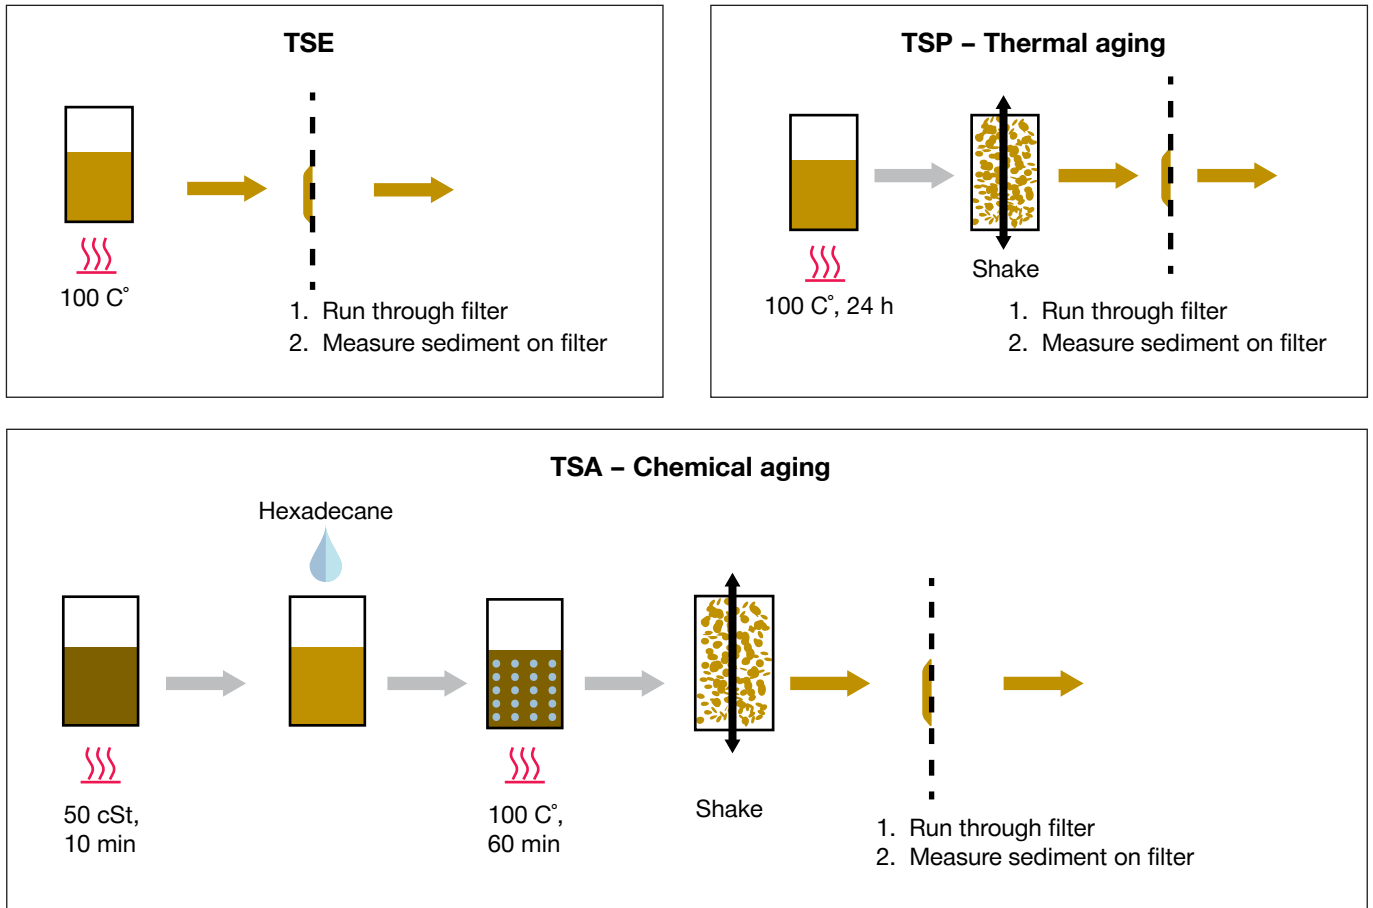 TSE
100 C°
1. Run through filter
2. Measure sediment on filter
TSP – Thermal aging
100 C°, 24 h
Shake
1. Run through filter
2. Measure sediment on filter
TSA – Chemical aging
Hexadecane
50 cSt,
10 min
100 C°,
60 min
Shake
1. Run through filter
2. Measure sediment on filter